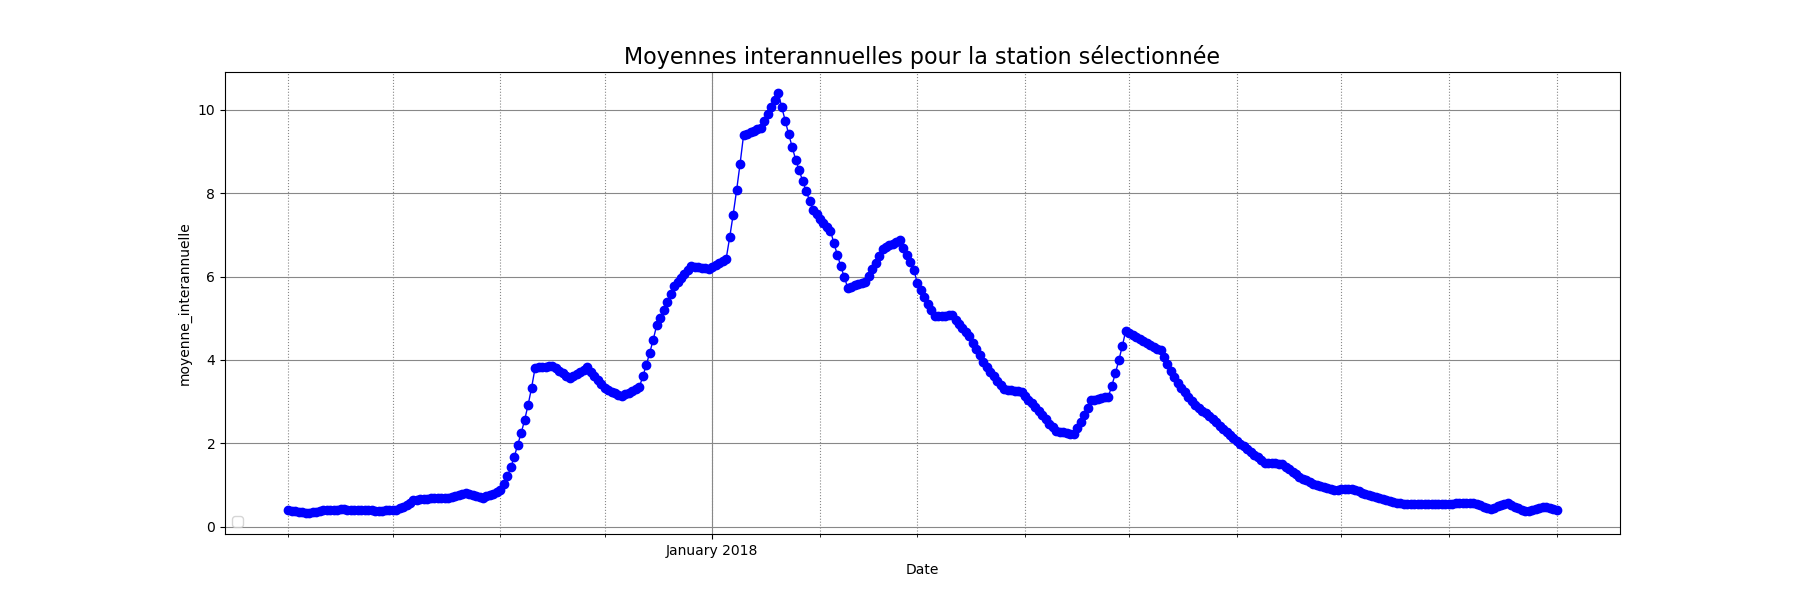 Moyennes interannuelles pour la station sélectionnée
10
8
6
4
2
0
moyenne_interannuelle
January 2018
Date